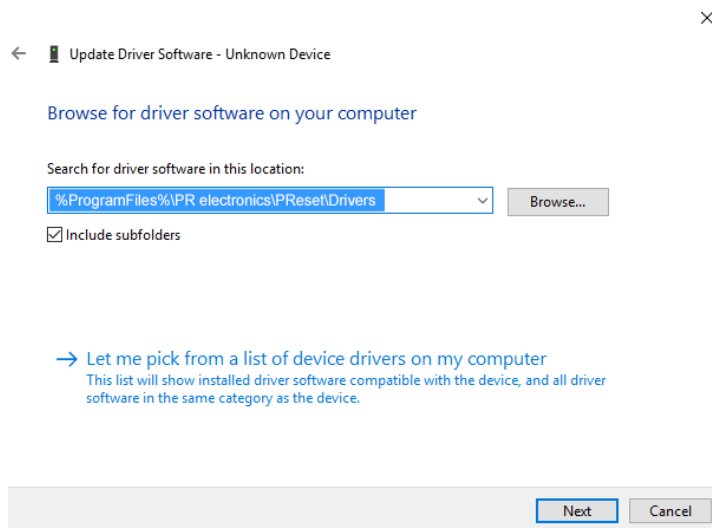 Update Driver Software - Unknown Device
Browse for driver software on your computer
Search for driver software in this location:
%ProgramFiles%\PR electronics\PReset\Drivers
Browse...
Include subfolders
Let me pick from a list of device drivers on my computer
This list will show installed driver software compatible with the device, and all driver
software in the same category as the device.
Next
Cancel